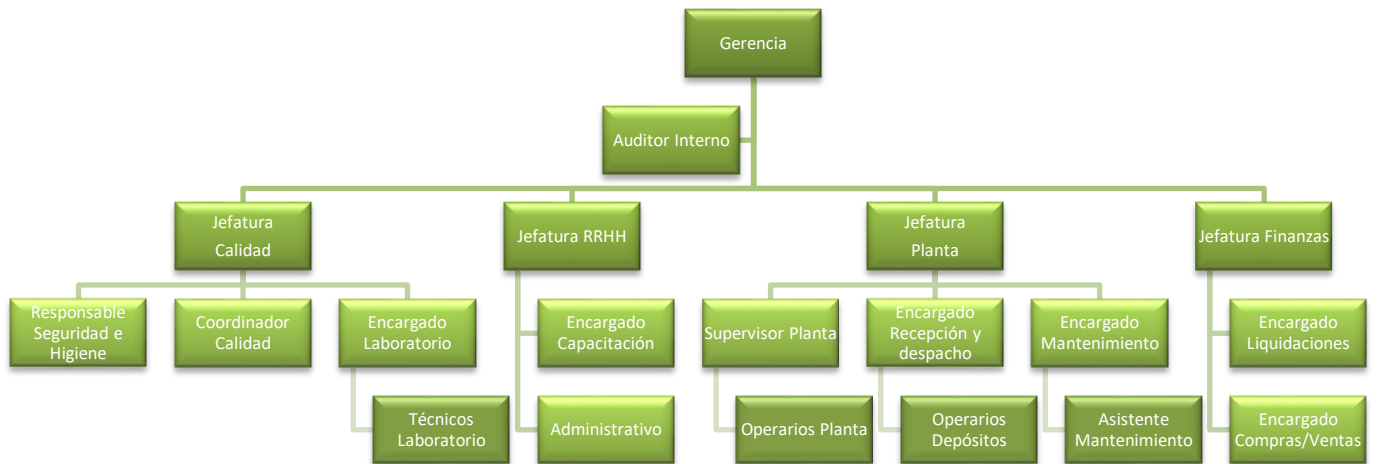 Gerencia
Auditor Interno
Jefatura
Calidad
Jefatura RRHH
Jefatura
Planta
Jefatura Finanzas
Responsable
Seguridad e
Higiene
Coordinador
Calidad
Encargado
Laboratorio
Encargado
Capacitación
Supervisor Planta
Encargado
Recepción y
despacho
Encargado
Mantenimiento
Encargado
Liquidaciones
Técnicos
Laboratorio
Administrativo
Operarios Planta
Operarios
Depósitos
Asistente
Mantenimiento
Encargado
Compras/Ventas